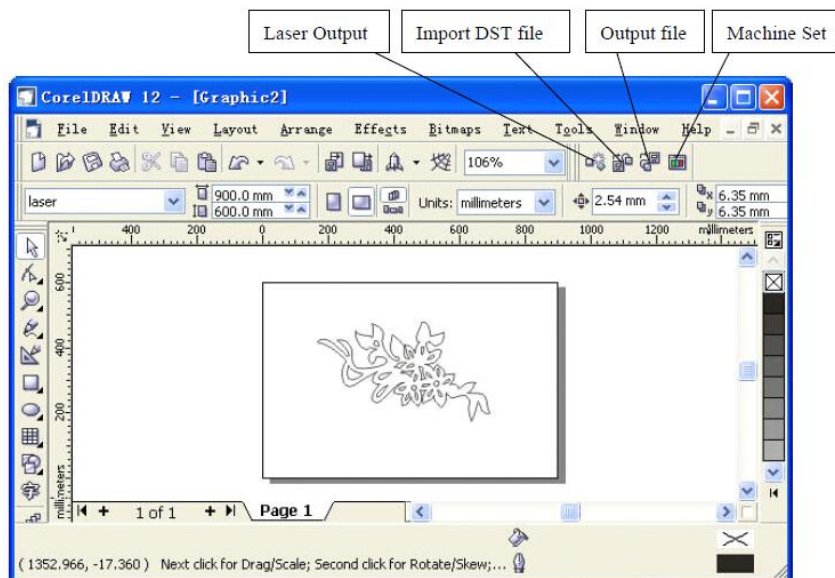 Laser Output Import DST file Output file Machine Set
CorelDRAW 12 - [Graphic2]
File Edit View Layout Arrange Effects Bitmaps Text Tools Window Help
106%
laser 900.0 mm Units: millimeters 2.54 mm x 6.35 mm
600.0 mm y 6.35 mm
400 200 0 200 400 600 800 1000 1200 millimeters
600
400
200
millimeters
1 of 1 Page 1
( 1352.966, -17.360 ) Next click for Drag/Scale; Second click for Rotate/Skew;...